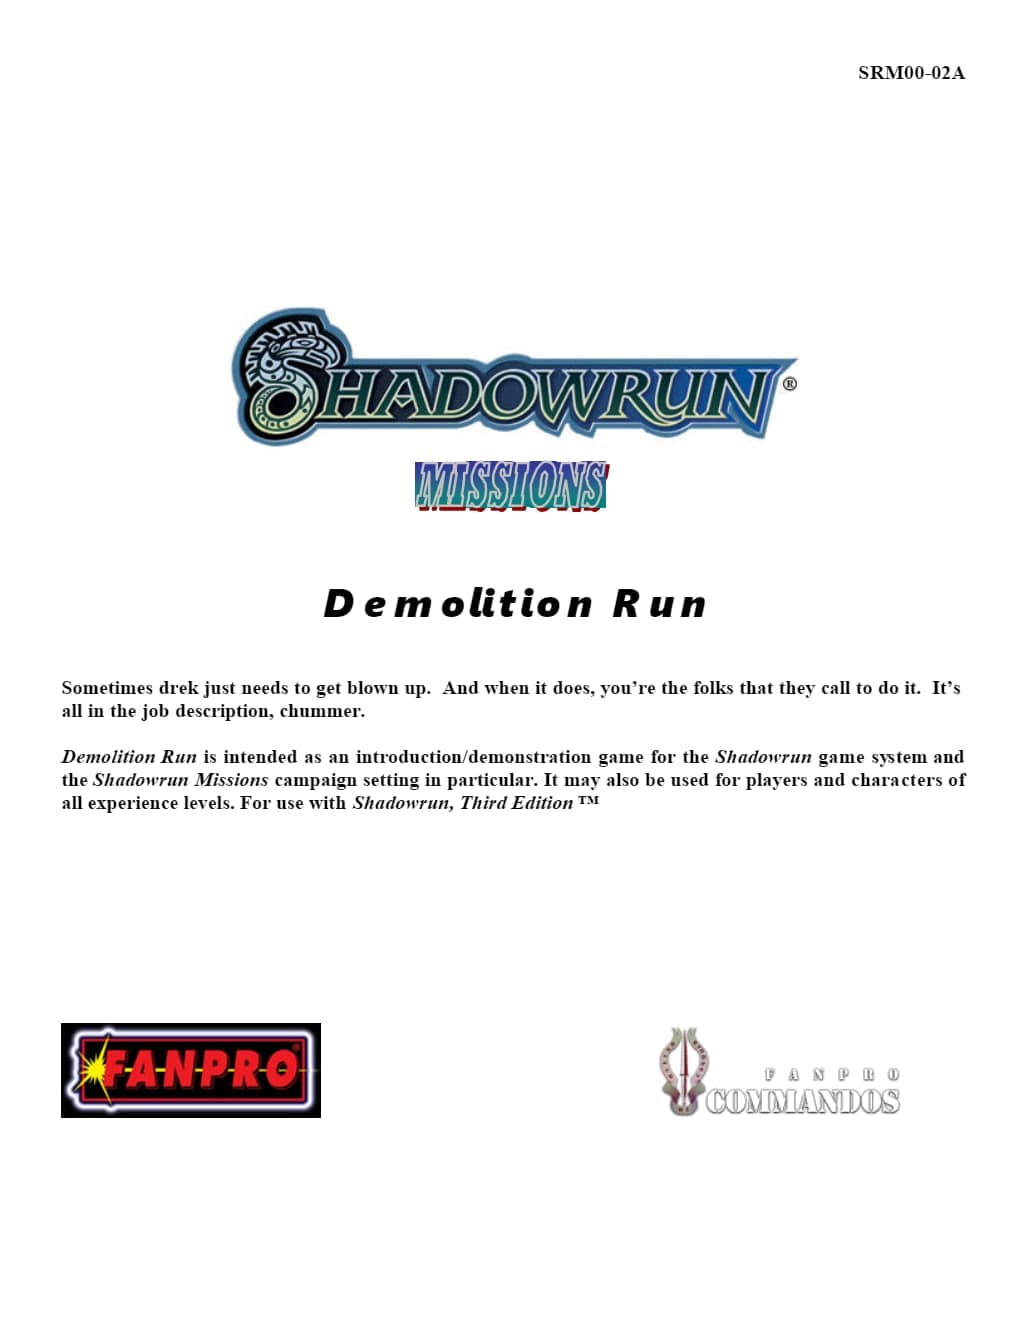 SRM00-02A
SHADOWRUN®
MISSIONS
Demolition Run
Sometimes drek just needs to get blown up.  And when it does, you’re the folks that they call to do it.  It’s
all in the job description, chummer.
Demolition Run is intended as an introduction/demonstration game for the Shadowrun game system and
the Shadowrun Missions campaign setting in particular. It may also be used for players and characters of
all experience levels. For use with Shadowrun, Third Edition ™
FANPRO®
FANPRO
COMMANDOS